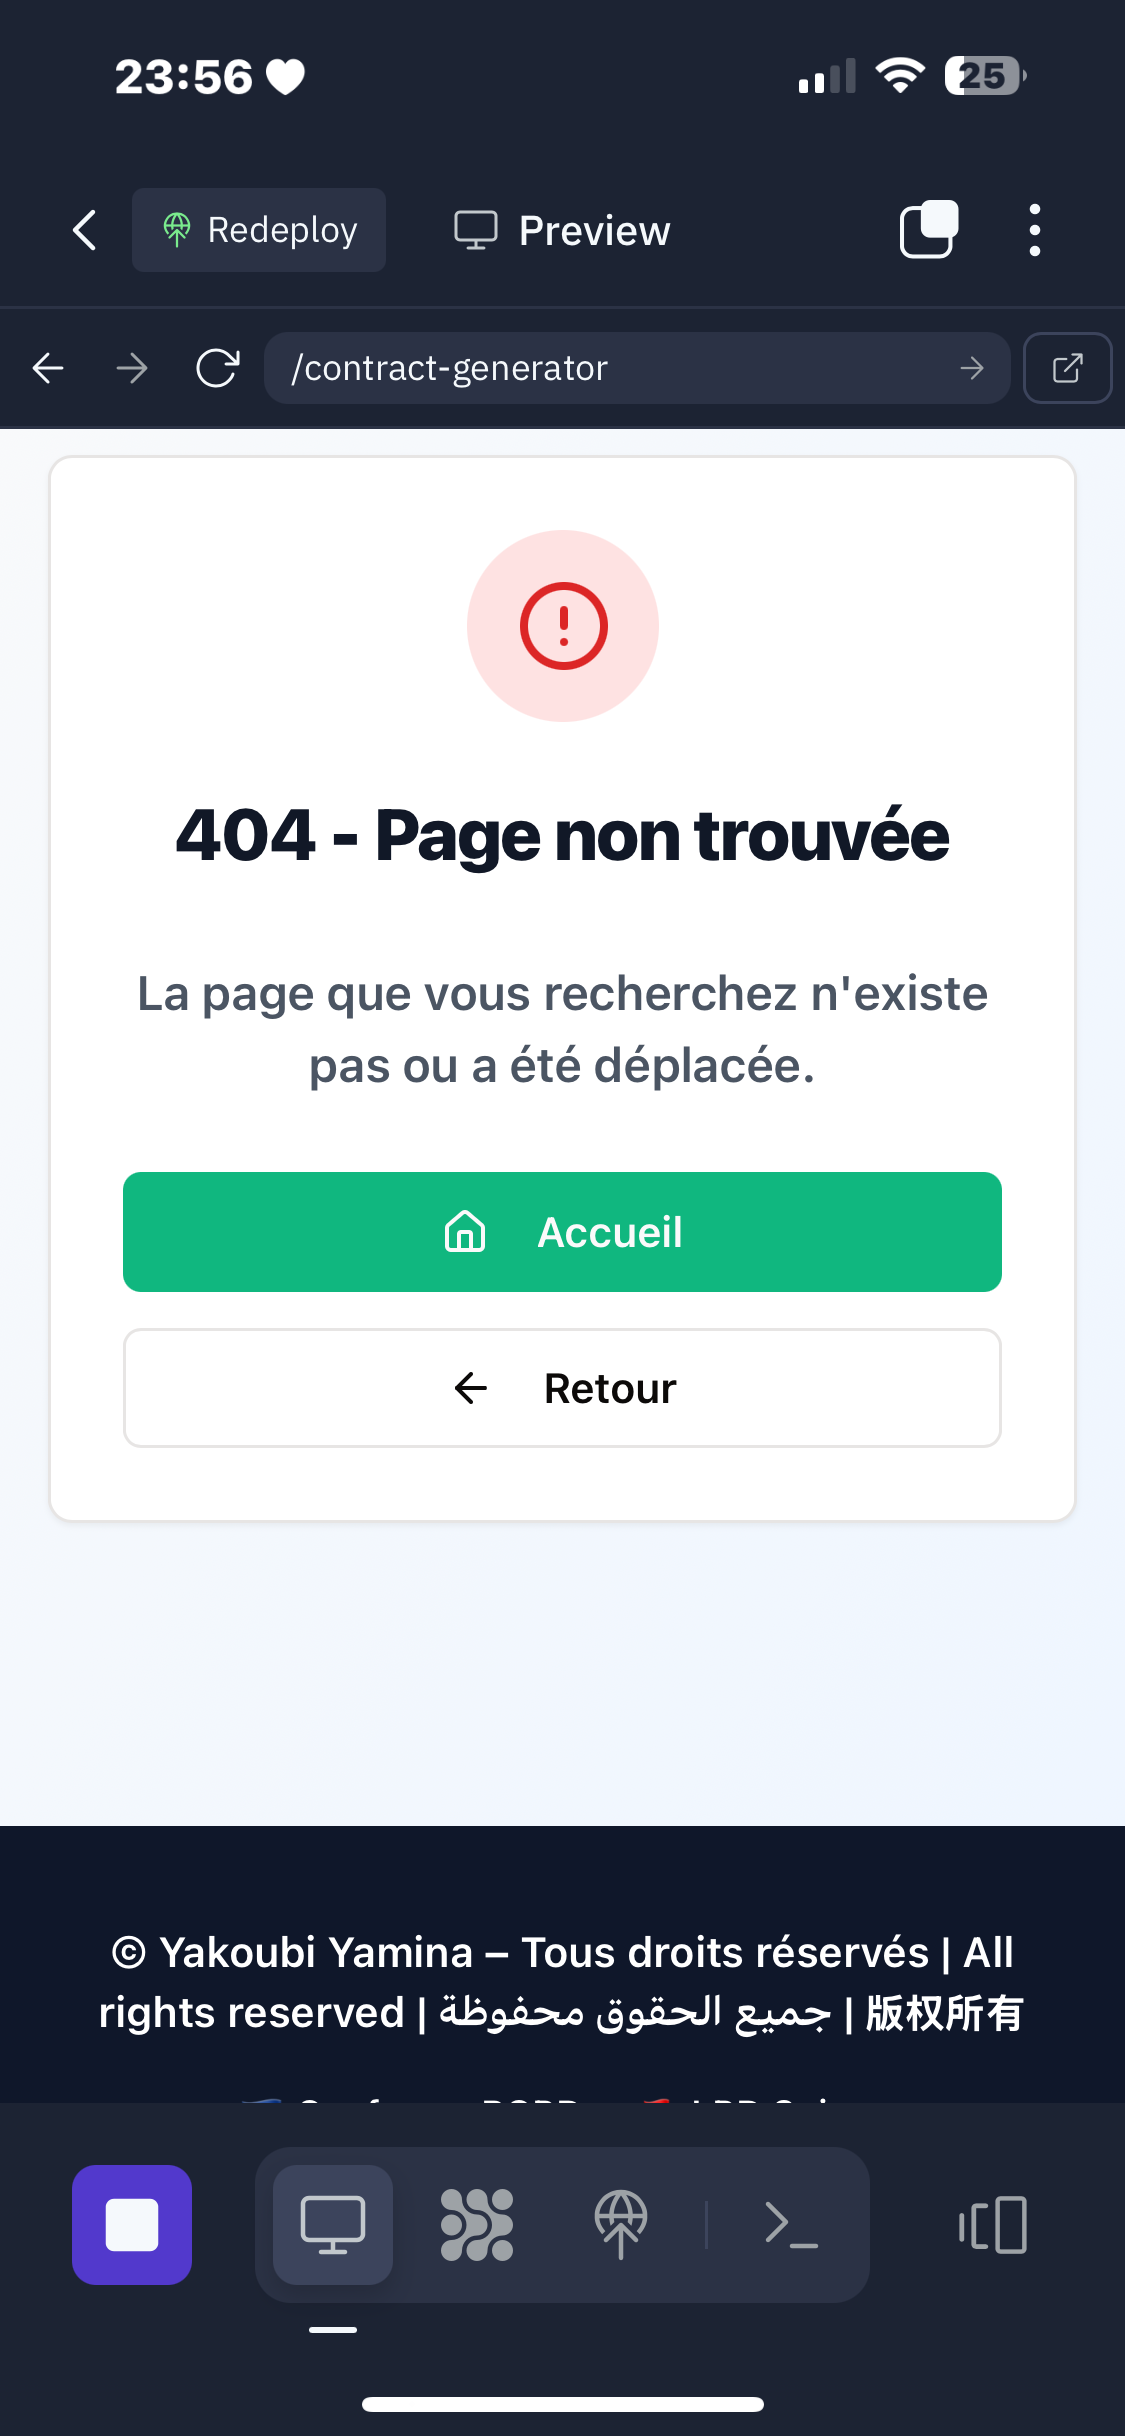 23:56
25
Redeploy
Preview
/contract-generator
404 - Page non trouvée
La page que vous recherchez n'existe
pas ou a été déplacée.
Accueil
Retour
© Yakoubi Yamina – Tous droits réservés | All
rights reserved | جميع الحقوق محفوظة | 版权所有